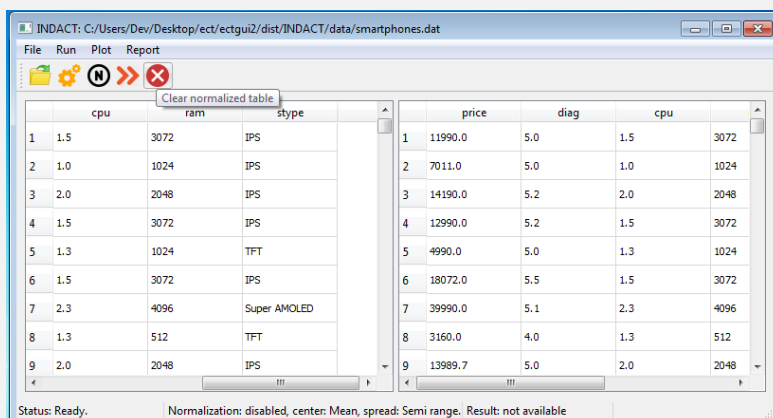 INDACT: C:/Users/Dev/Desktop/ect/ectgui2/dist/INDACT/data/smartphones.dat
File Run Plot Report
N
Clear normalized table
cpu ram stype price diag cpu
1 1.5 3072 IPS 1 11990.0 5.0 1.5 3072
2 1.0 1024 IPS 2 7011.0 5.0 1.0 1024
3 2.0 2048 IPS 3 14190.0 5.2 2.0 2048
4 1.5 3072 IPS 4 12990.0 5.2 1.5 3072
5 1.3 1024 TFT 5 4990.0 5.0 1.3 1024
6 1.5 3072 IPS 6 18072.0 5.5 1.5 3072
7 2.3 4096 Super AMOLED 7 39990.0 5.1 2.3 4096
8 1.3 512 TFT 8 3160.0 4.0 1.3 512
9 2.0 2048 IPS 9 13989.7 5.0 2.0 2048
Status: Ready. Normalization: disabled, center: Mean, spread: Semi range. Result: not available